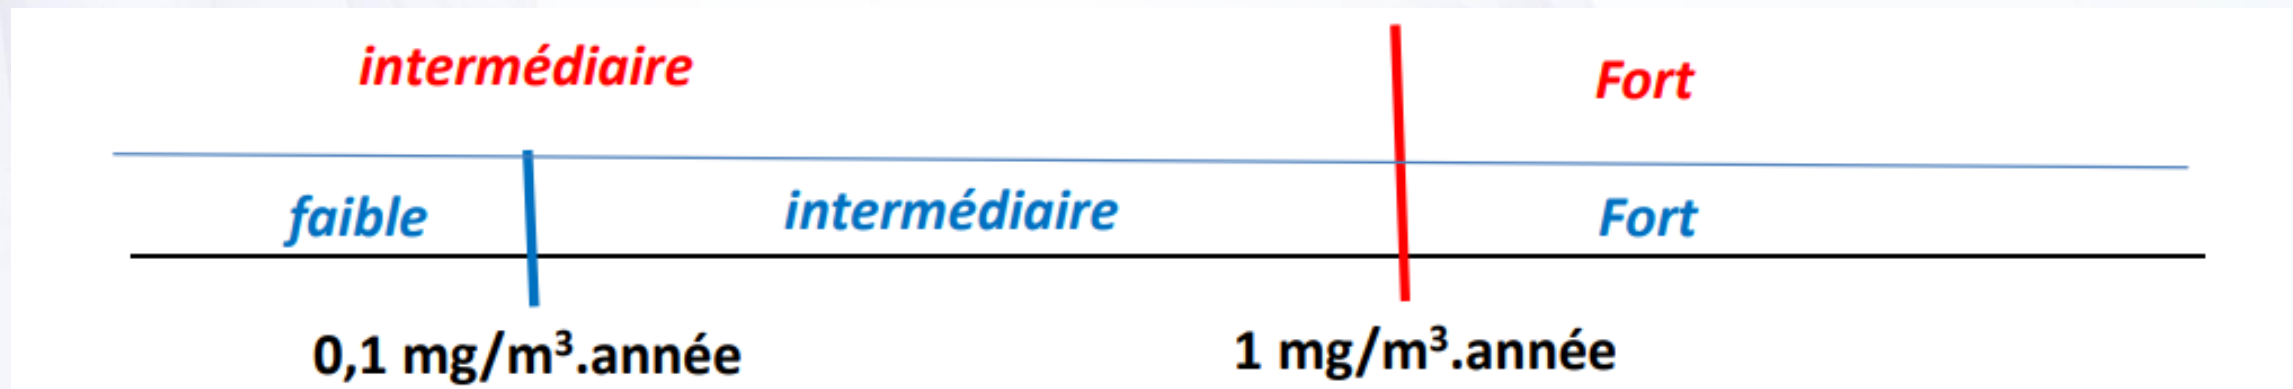 intermédiaire Fort
faible intermédiaire Fort
0,1 mg/m³.année 1 mg/m³.année